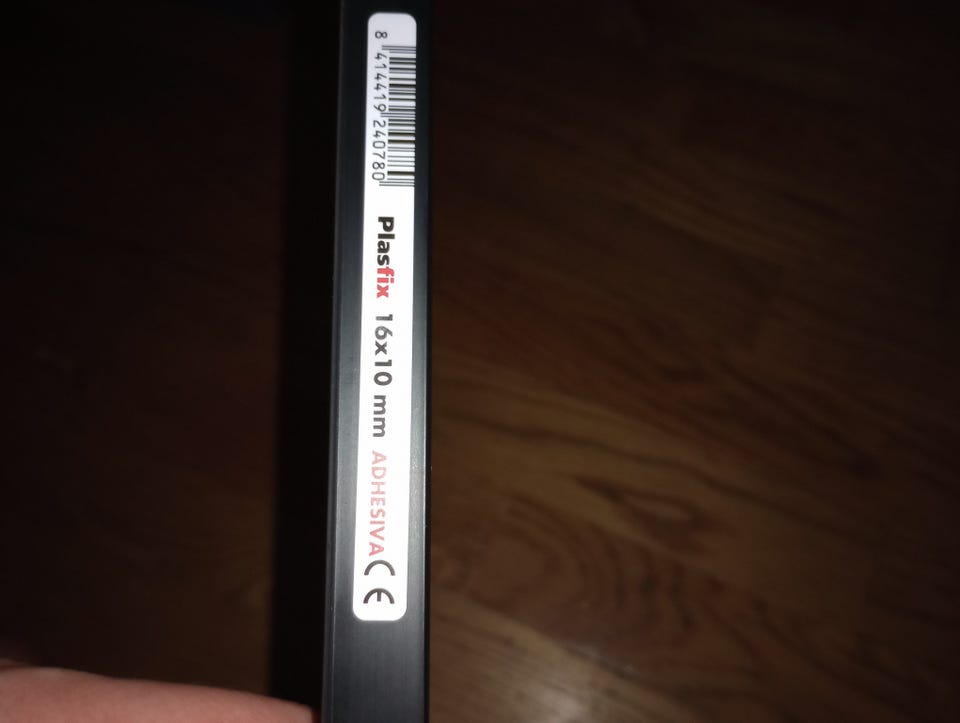 8 414419 240780
Plasfix 16x10 mm ADHESIVA CE